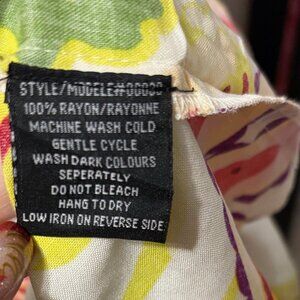 STYLE/MODELE#00000
100% RAYON/RAYONNE
MACHINE WASH COLD
GENTLE CYCLE
WASH DARK COLOURS
SEPERATELY
DO NOT BLEACH
HANG TO DRY
LOW IRON ON REVERSE SIDE